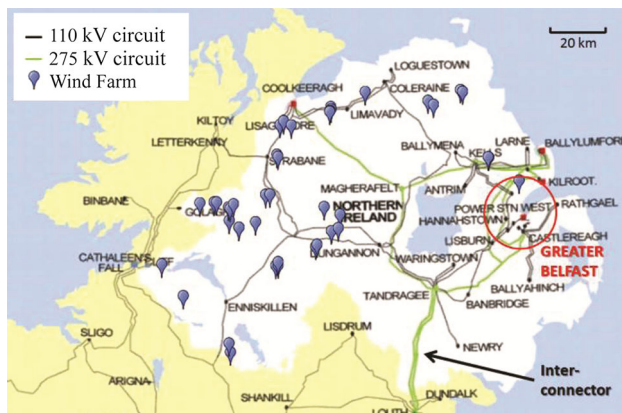 110 kV circuit
275 kV circuit
Wind Farm
20 km
LOGUESTOWN
COOLKEERAGH
COLERAINE
LIMAVADY
KILTOY
LETTERKENNY
STRABANE
BALLYMENA
KELLS
LARNE
BALLYLUMFORD
MAGHERAFELT
ANTRIM
KILROOT.
BINBANE
NORTHERN
IRELAND
POWER STN WEST
RATHGAEL
HANNAHSTOWN
CASTLEREAGH
LISBURN
GREATER
BELFAST
CATHALEEN'S
FALL
DUNGANNON
WARINGSTOWN
BALLYAHINCH
TANDRAGEE
BANBRIDGE
ENNISKILLEN
SLIGO
LISDRUM
NEWRY
Inter-
connector
ARIGNA
SHANKILL
DUNDALK
LOUTH